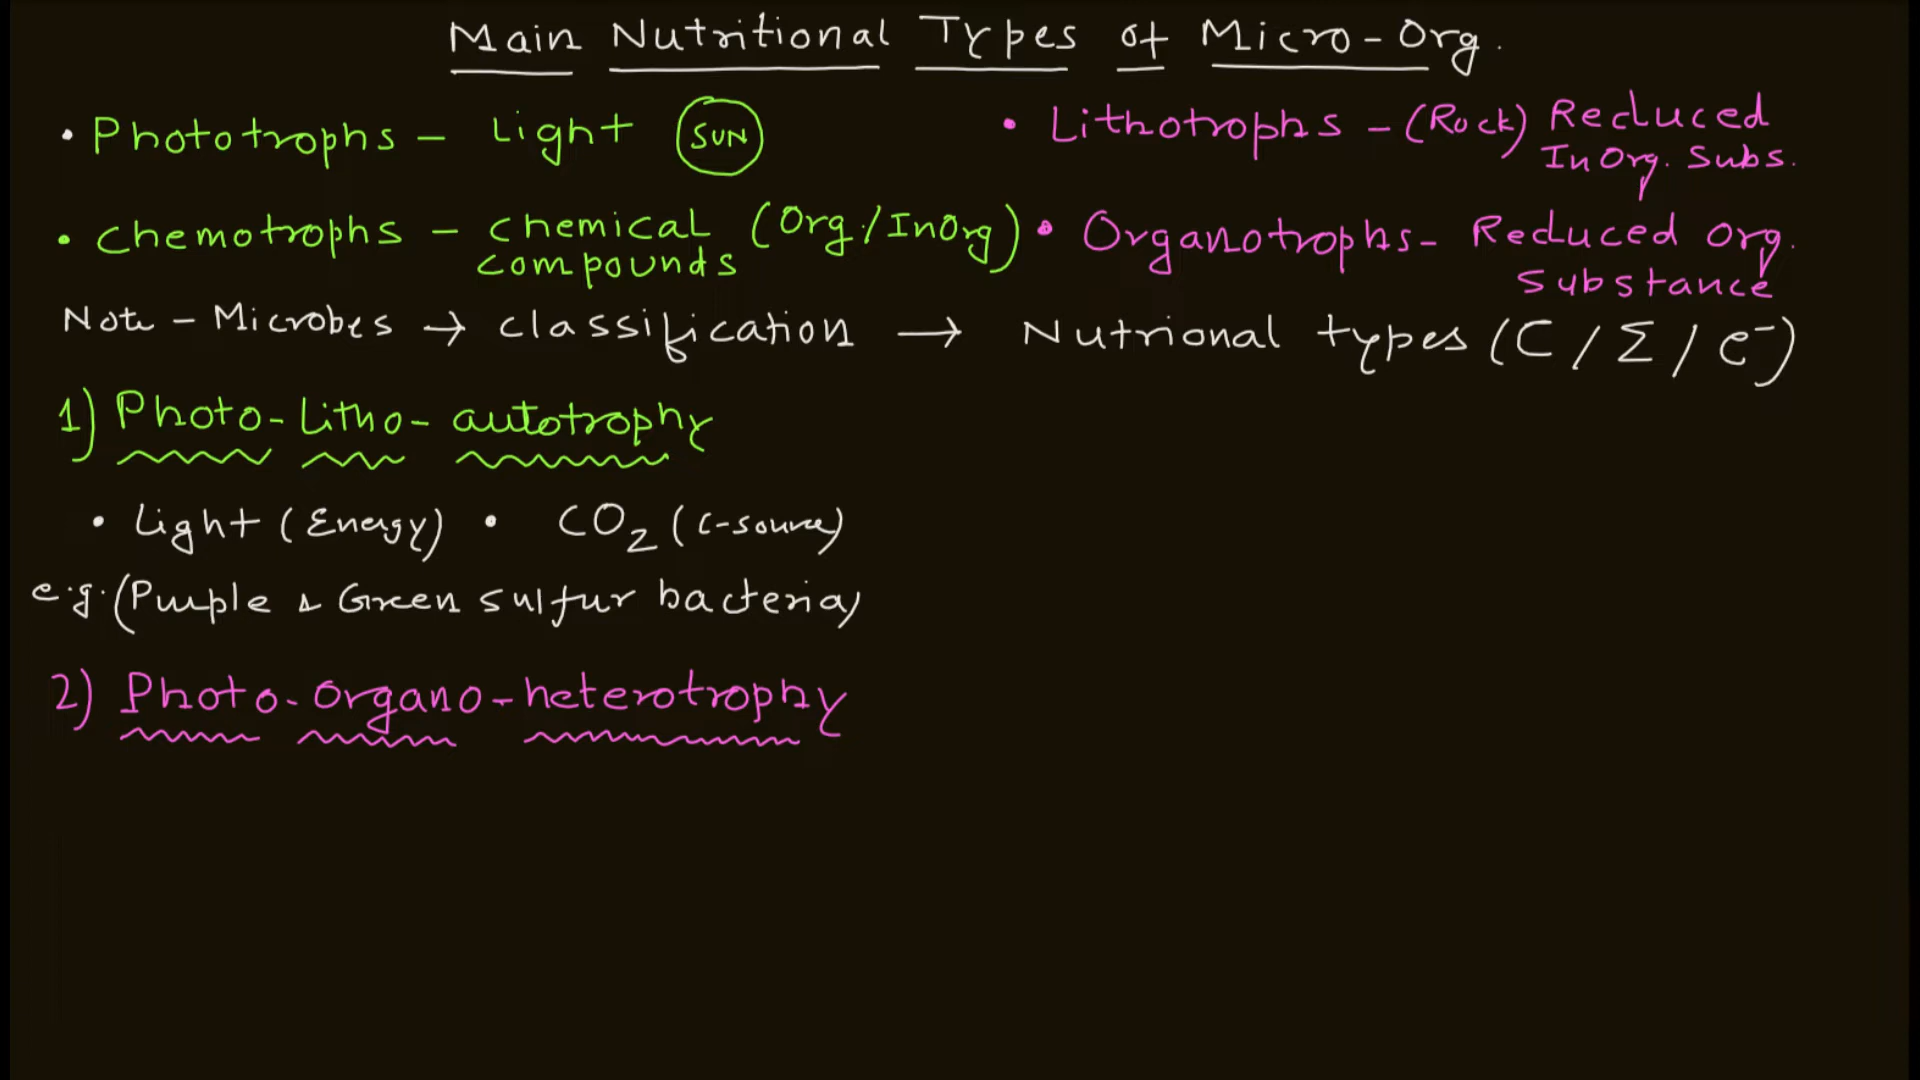 Main Nutritional Types of Micro-Org.
• Phototrophs - Light (SUN)
• Chemotrophs - Chemical compounds (Org./InOrg)
• Lithotrophs - (Rock) Reduced InOrg. Subs.
• Organotrophs- Reduced org. Substance
Note - Microbes → classification → Nutrional types (C / Σ / e⁻)
1) Photo-Litho-autotrophy
• Light (Energy) • CO₂ (C-source)
e.g. (Purple & Green sulfur bacteria)
2) Photo-organo-heterotrophy